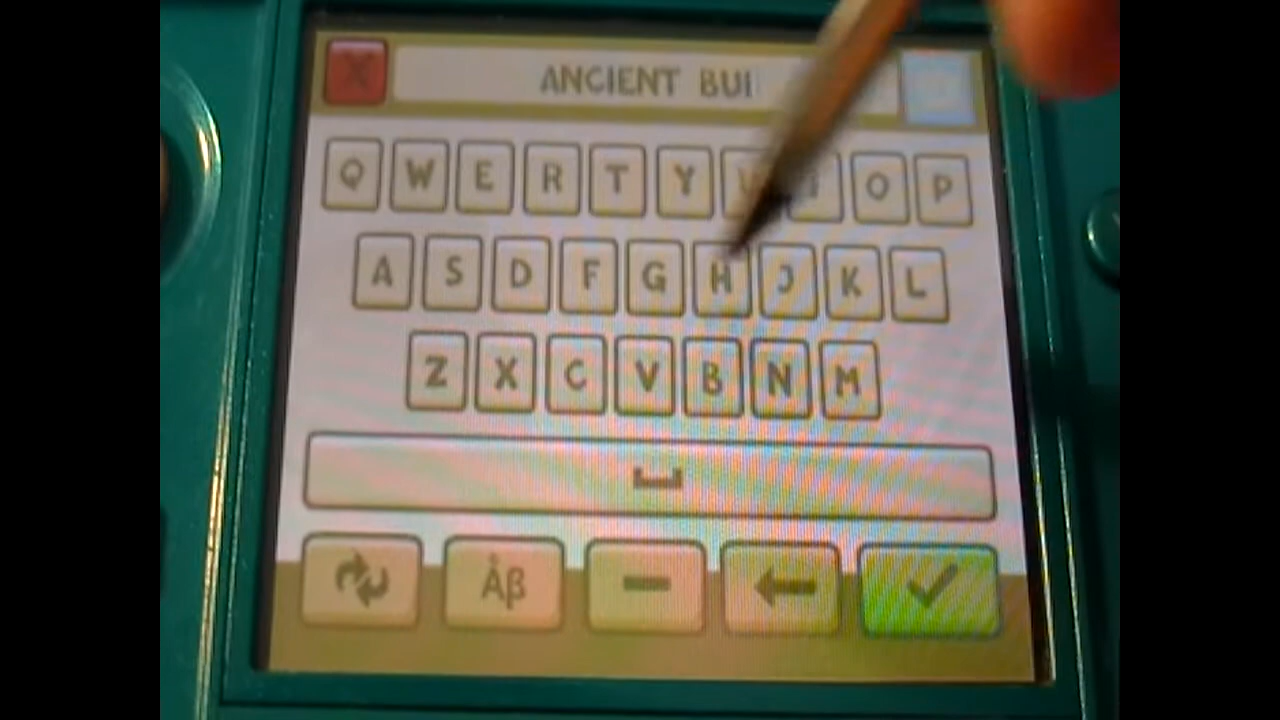 X
ANCIENT BUI
Q W E R T Y U I O P
A S D F G H J K L
Z X C V B N M
Åβ